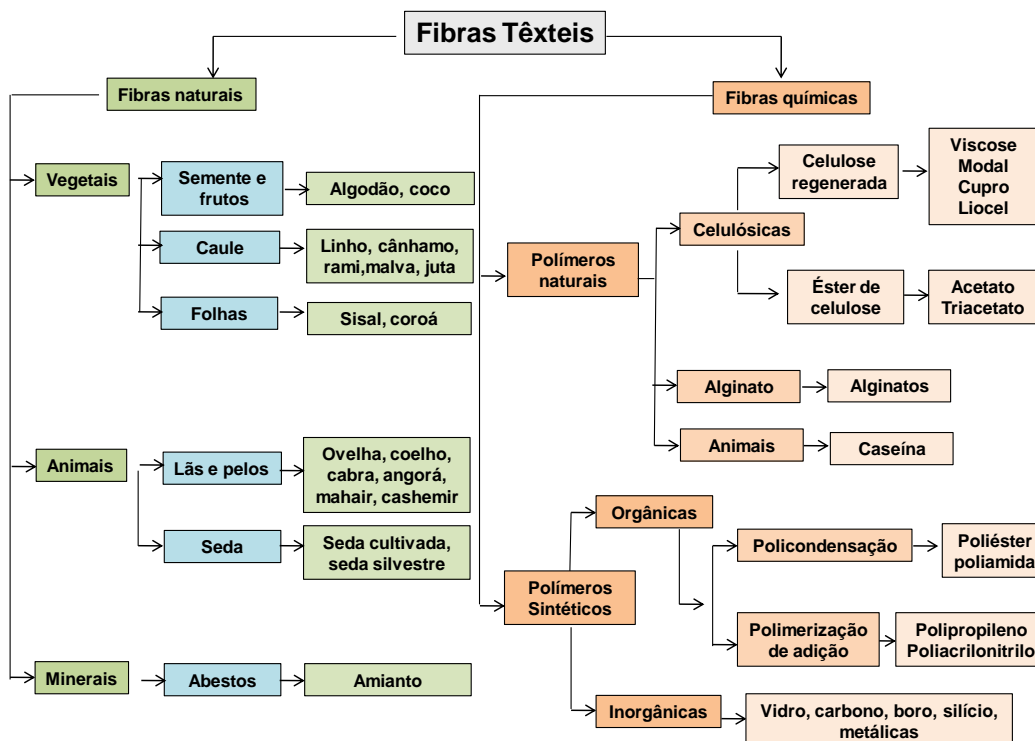 Fibras Têxteis
Fibras naturais
Fibras químicas
Vegetais
Semente e
frutos
Algodão, coco
Caule
Linho, cânhamo,
rami,malva, juta
Folhas
Sisal, coroá
Animais
Lãs e pelos
Ovelha, coelho,
cabra, angorá,
mahair, cashemir
Seda
Seda cultivada,
seda silvestre
Minerais
Abestos
Amianto
Polímeros
naturais
Celulósicas
Celulose
regenerada
Viscose
Modal
Cupro
Liocel
Éster de
celulose
Acetato
Triacetato
Alginato
Alginatos
Animais
Caseína
Polímeros
Sintéticos
Orgânicas
Policondensação
Poliéster
poliamida
Polimerização
de adição
Polipropileno
Poliacrilonitrilo
Inorgânicas
Vidro, carbono, boro, silício,
metálicas